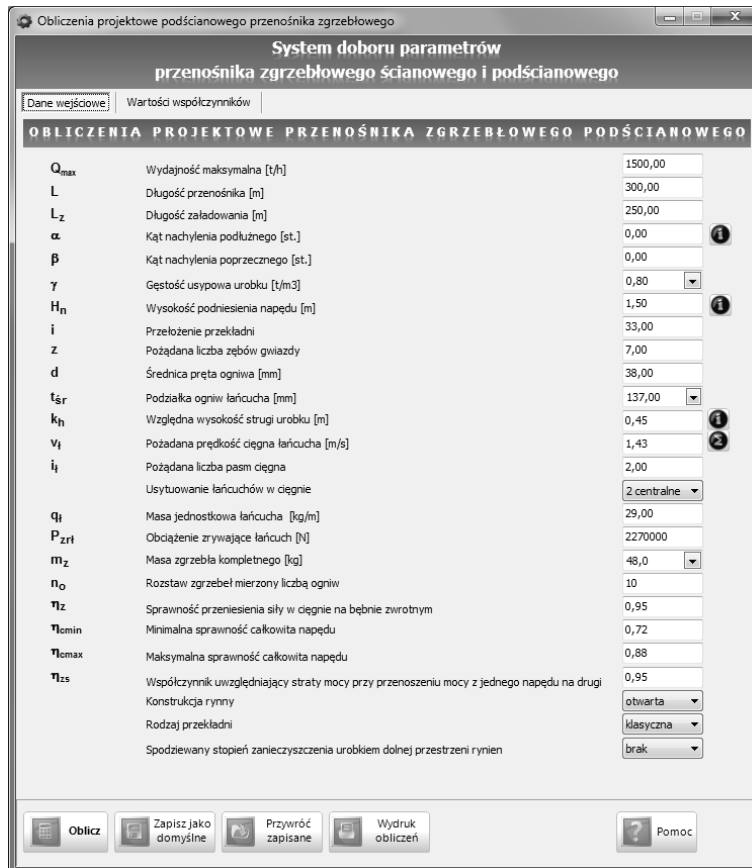 Obliczenia projektowe podścianowego przenośnika zgrzebłowego
System doboru parametrów
przenośnika zgrzebłowego ścianowego i podścianowego
Dane wejściowe Wartości współczynników
OBLICZENIA PROJEKTOWE PRZENOŚNIKA ZGRZEBŁOWEGO PODŚCIANOWEGO
Qmax Wydajność maksymalna [t/h] 1500,00
L Długość przenośnika [m] 300,00
Lz Długość załadowania [m] 250,00
α Kąt nachylenia podłużnego [st.] 0,00
β Kąt nachylenia poprzecznego [st.] 0,00
γ Gęstość usypowa urobku [t/m3] 0,80
Hn Wysokość podniesienia napędu [m] 1,50
i Przełożenie przekładni 33,00
z Pożądana liczba zębów gwiazdy 7,00
d Średnica pręta ogniwa [mm] 38,00
tśr Podziałka ogniw łańcucha [mm] 137,00
kh Względna wysokość strugi urobku [m] 0,45
vł Pożadana prędkość cięgna łańcucha [m/s] 1,43
ił Pożądana liczba pasm cięgna 2,00
Usytuowanie łańcuchów w cięgnie 2 centralne
qł Masa jednostkowa łańcucha [kg/m] 29,00
Pzrł Obciążenie zrywające łańcuch [N] 2270000
mz Masa zgrzebła kompletnego [kg] 48,0
no Rozstaw zgrzebeł mierzony liczbą ogniw 10
ηz Sprawność przeniesienia siły w cięgnie na bębnie zwrotnym 0,95
ηcmin Minimalna sprawność całkowita napędu 0,72
ηcmax Maksymalna sprawność całkowita napędu 0,88
ηzs Współczynnik uwzględniający straty mocy przy przenoszeniu mocy z jednego napędu na drugi 0,95
Konstrukcja rynny otwarta
Rodzaj przekładni klasyczna
Spodziewany stopień zanieczyszczenia urobkiem dolnej przestrzeni rynien brak
Oblicz Zapisz jako domyślne Przywróć zapisane Wydruk obliczeń Pomoc